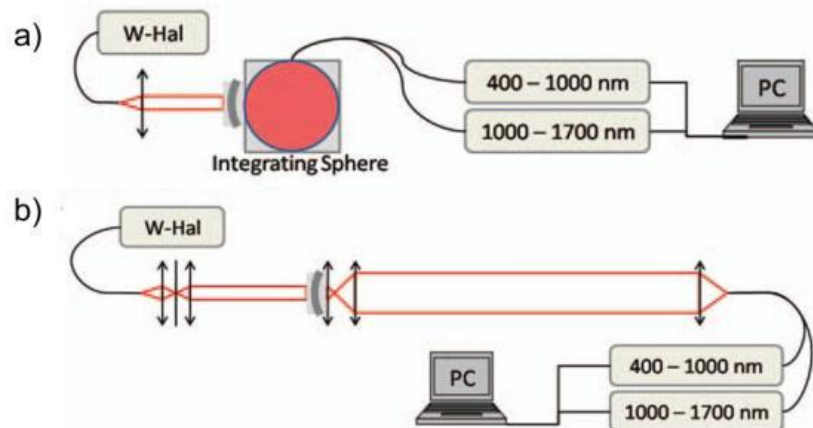 a)
W-Hal
400 – 1000 nm
PC
1000 – 1700 nm
Integrating Sphere
b)
W-Hal
PC
400 – 1000 nm
1000 – 1700 nm